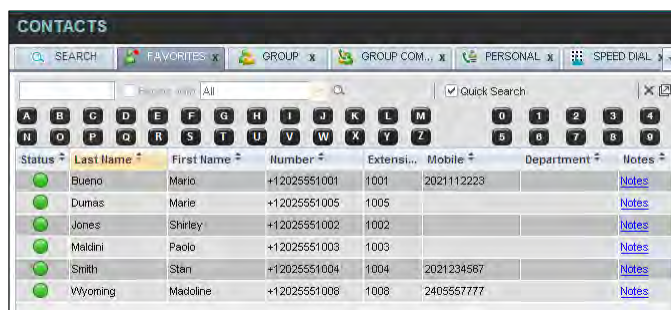 CONTACTS
SEARCH FAVORITES x GROUP x GROUP COM... x PERSONAL x SPEED DIAL x
All Quick Search
A B C D E F G H I J K L M 0 1 2 3 4
N O P Q R S T U V W X Y Z 5 6 7 8 9
Status Last Name First Name Number Extensi... Mobile Department Notes
Bueno Mario +12025551001 1001 2021112223 Notes
Dumas Marie +12025551005 1005 Notes
Jones Shirley +12025551002 1002 Notes
Maldini Paolo +12025551003 1003 Notes
Smith Stan +12025551004 1004 2021234567 Notes
Wyoming Madoline +12025551008 1008 2405557777 Notes